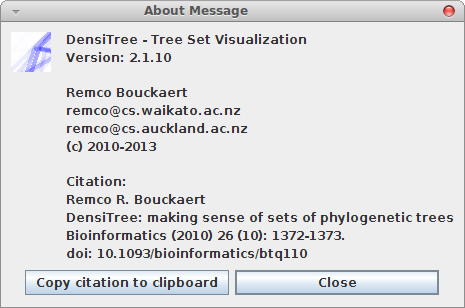 About Message
DensiTree - Tree Set Visualization
Version: 2.1.10
Remco Bouckaert
remco@cs.waikato.ac.nz
remco@cs.auckland.ac.nz
(c) 2010-2013
Citation:
Remco R. Bouckaert
DensiTree: making sense of sets of phylogenetic trees
Bioinformatics (2010) 26 (10): 1372-1373.
doi: 10.1093/bioinformatics/btq110
Copy citation to clipboard
Close